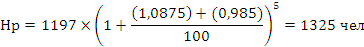 Нр = 1197 × (1 + ((1,0875) + (0,985))/100)^5 = 1325 чел